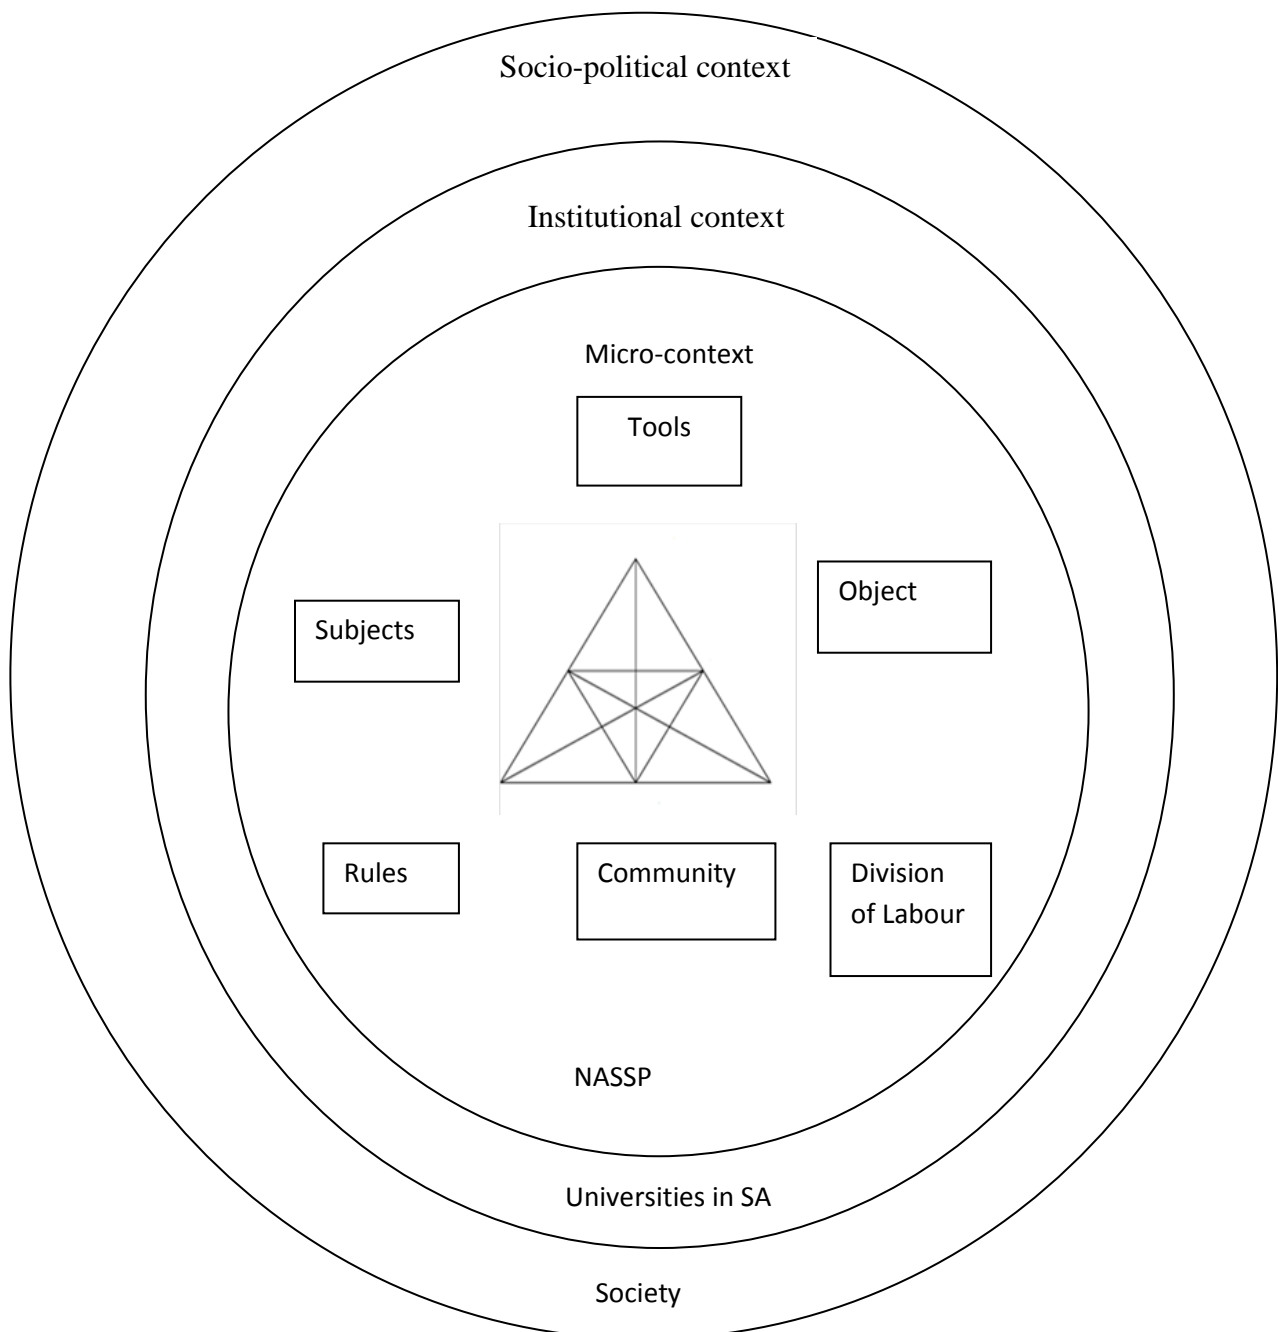 Socio-political context
Institutional context
Micro-context
Tools
Object
Subjects
Rules
Community
Division
of Labour
NASSP
Universities in SA
Society